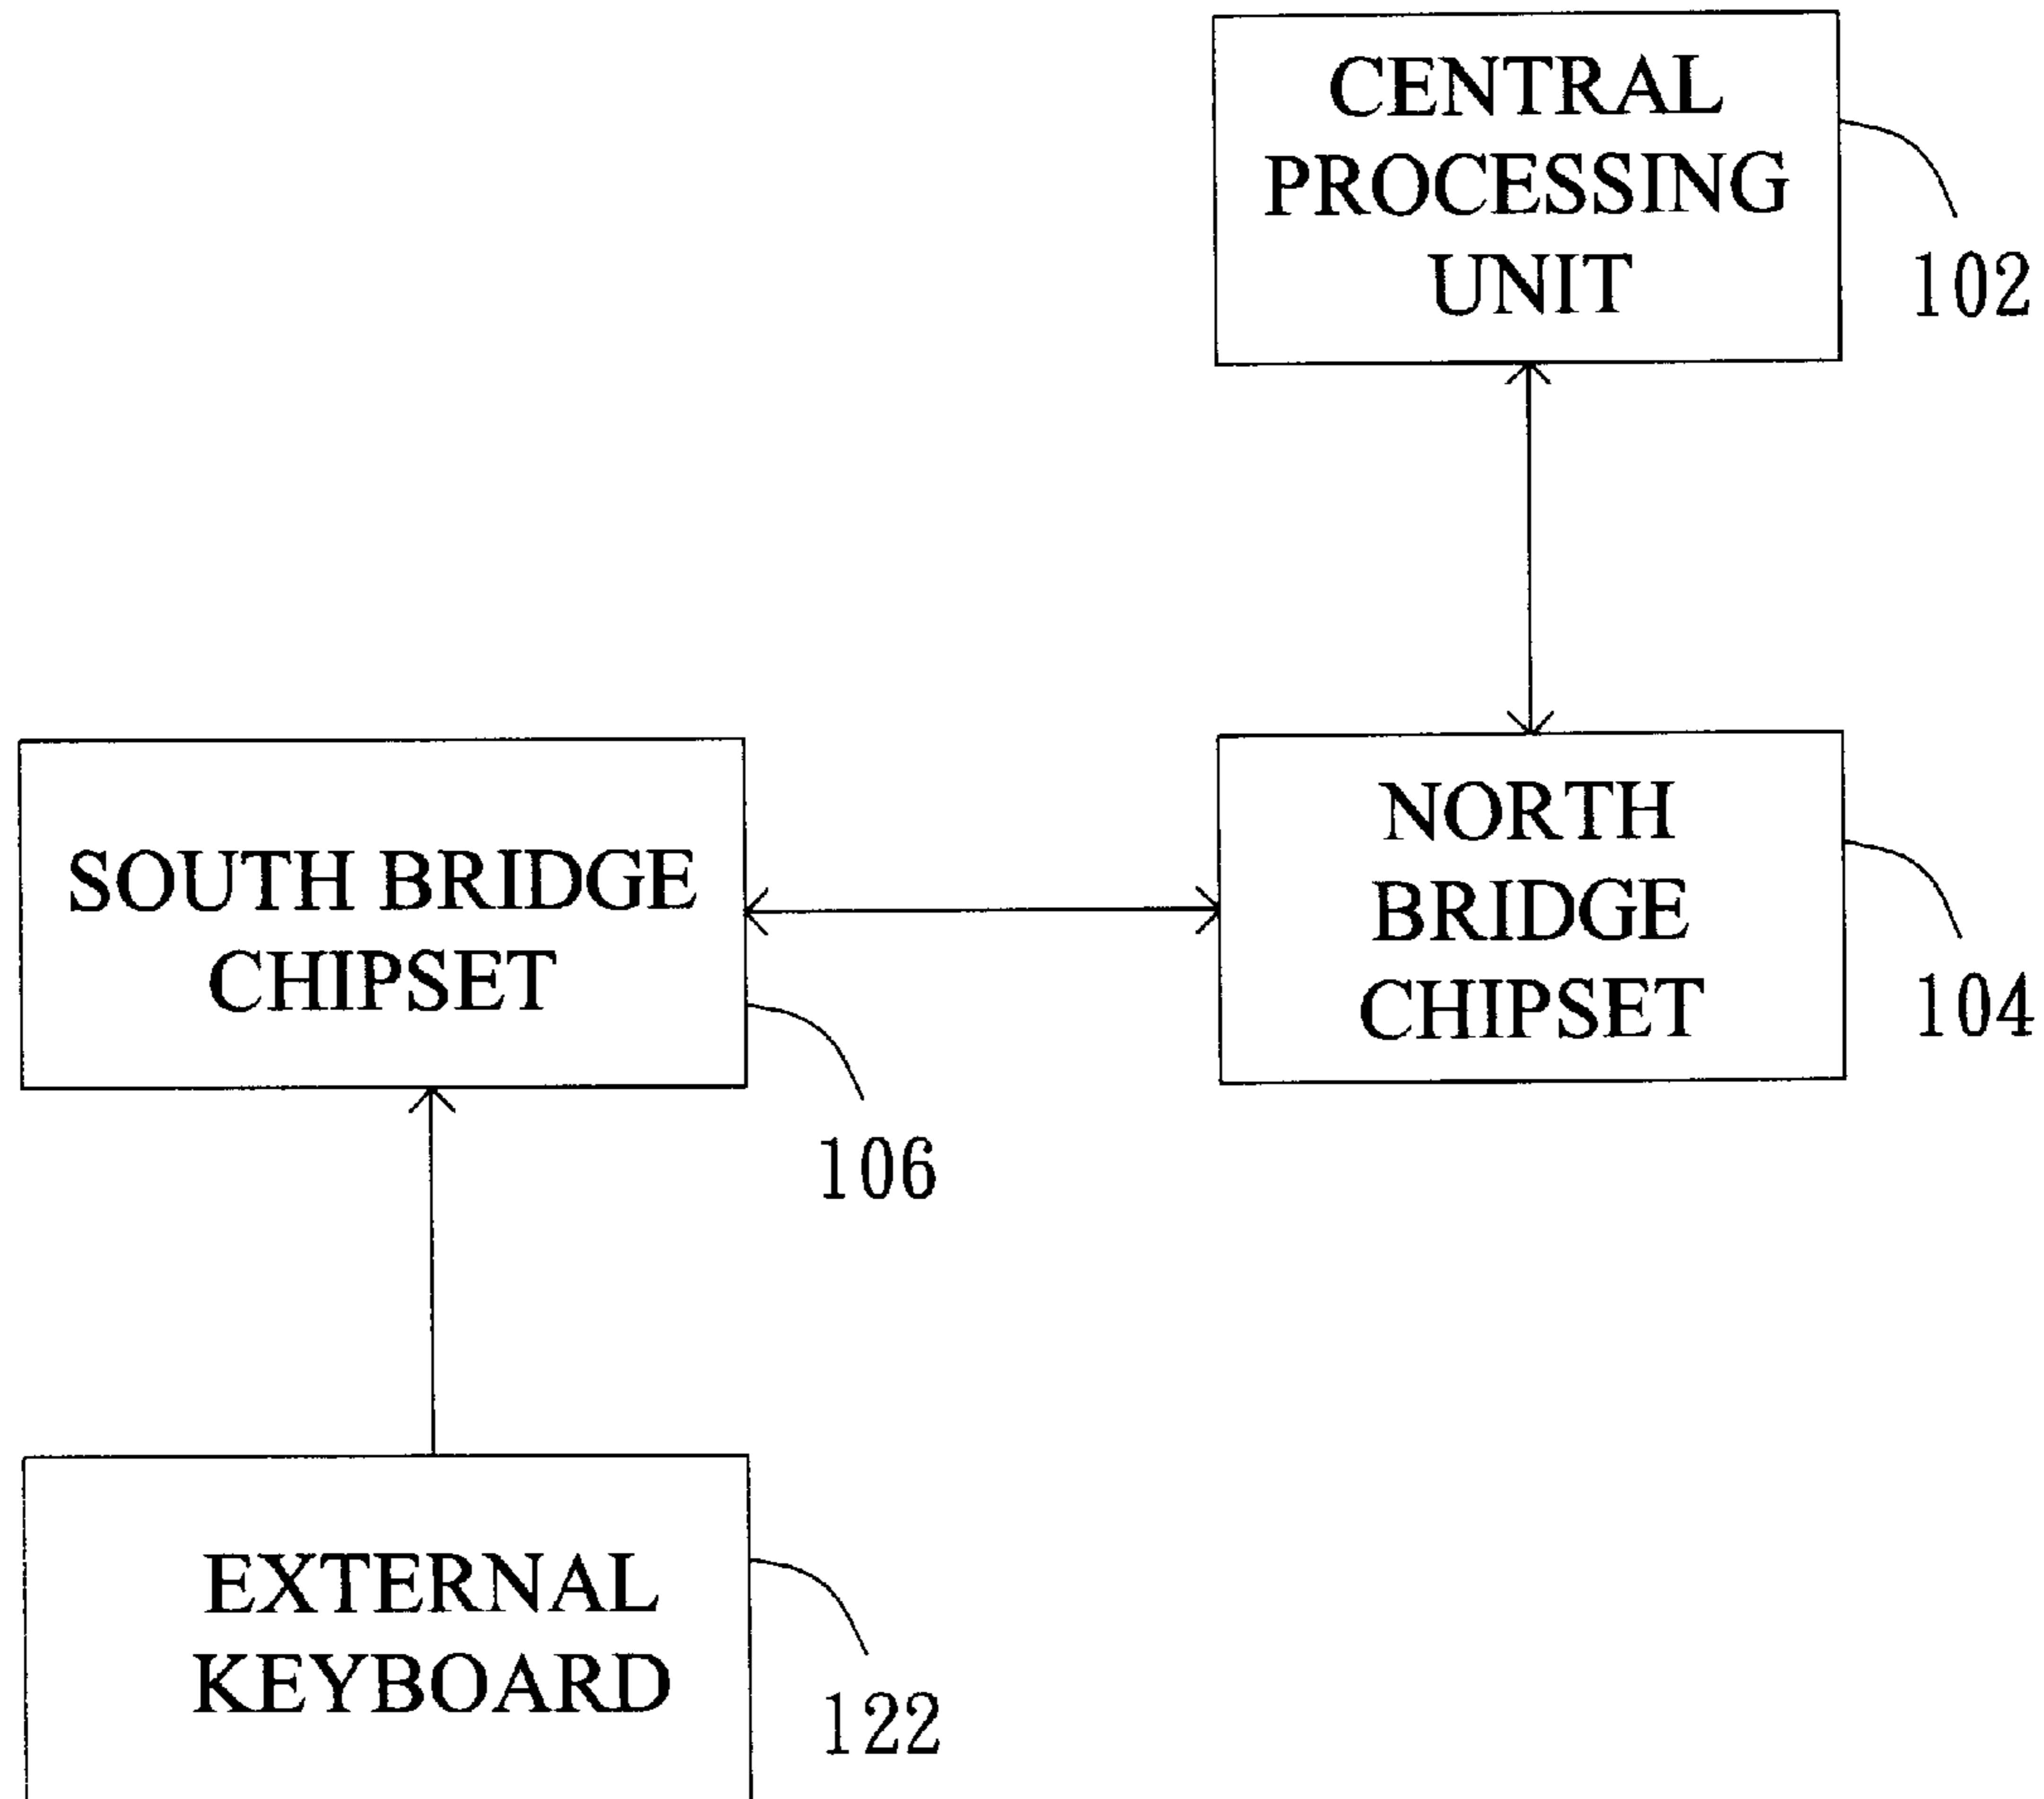 CENTRAL
PROCESSING
UNIT
102
SOUTH BRIDGE
CHIPSET
106
NORTH
BRIDGE
CHIPSET
104
EXTERNAL
KEYBOARD
122